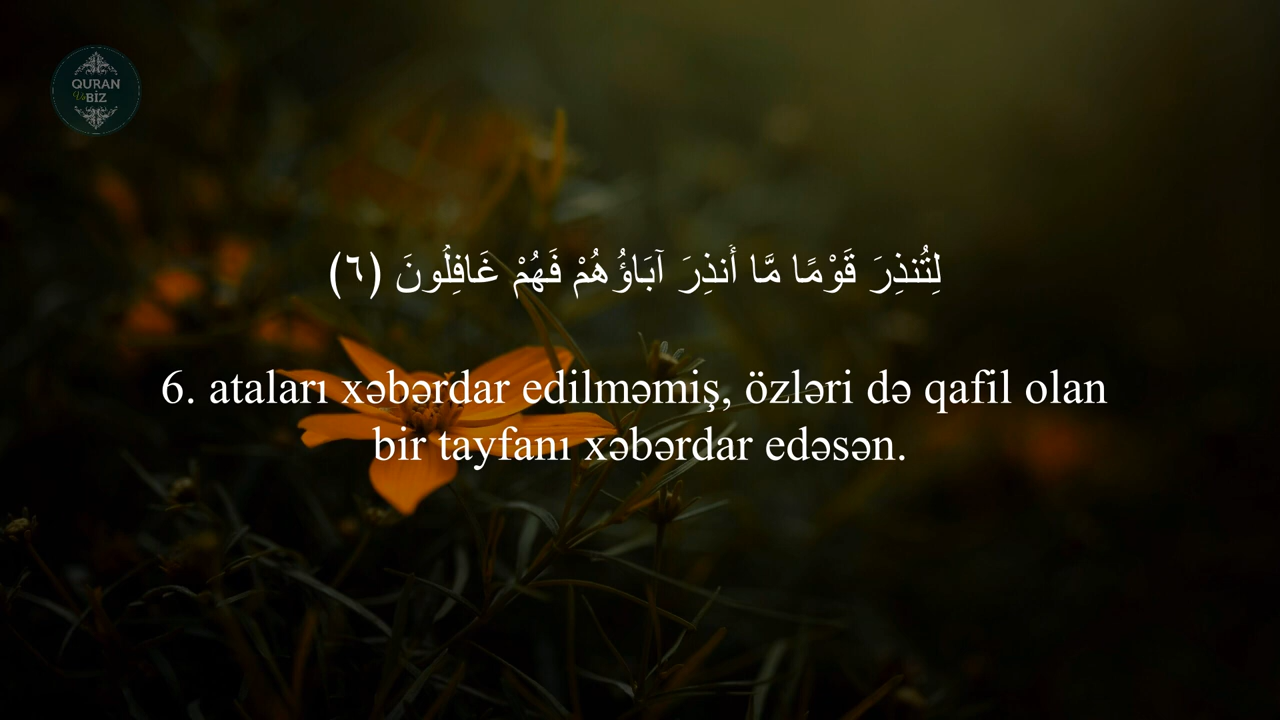 QURAN
Və BİZ
لِتُنذِرَ قَوْمًا مَّا أُنذِرَ آبَاؤُهُمْ فَهُمْ غَافِلُونَ (٦)
6. ataları xəbərdar edilməmiş, özləri də qafil olan
bir tayfanı xəbərdar edəsən.